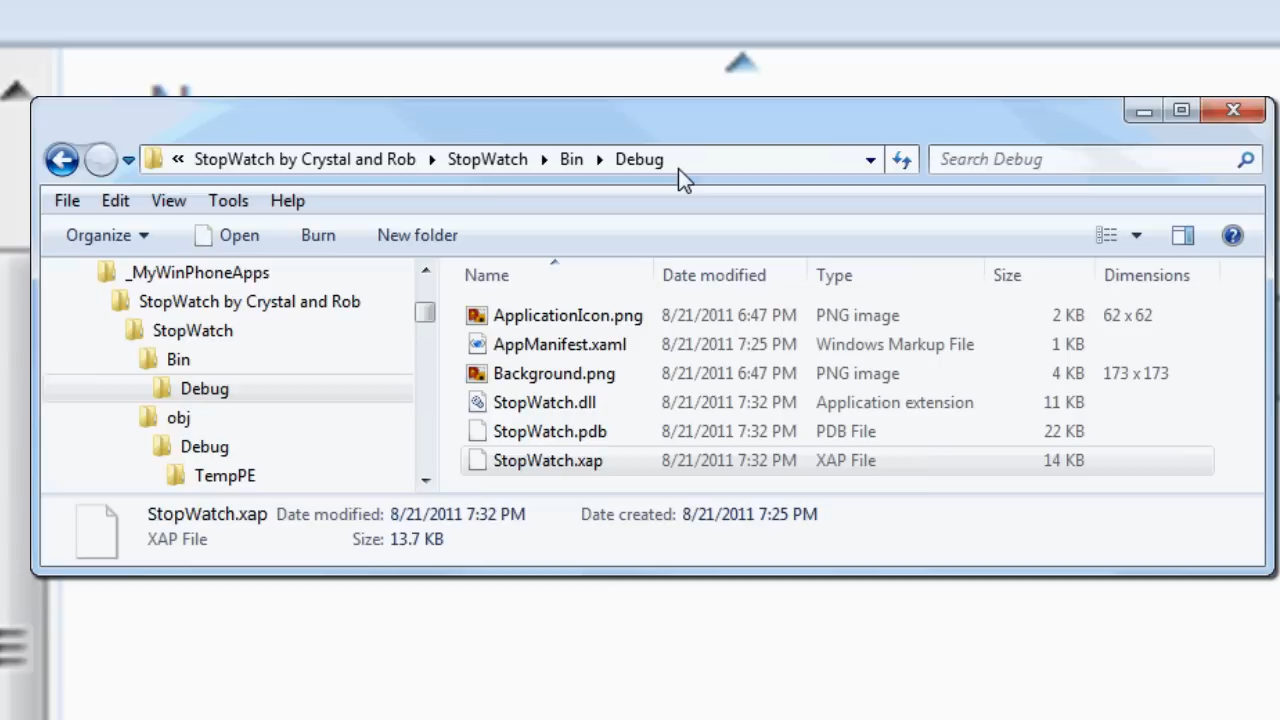 StopWatch by Crystal and Rob StopWatch Bin Debug
Search Debug
File Edit View Tools Help
Organize Open Burn New folder
_MyWinPhoneApps
StopWatch by Crystal and Rob
StopWatch
Bin
Debug
obj
Debug
TempPE
Name Date modified Type Size Dimensions
ApplicationIcon.png 8/21/2011 6:47 PM PNG image 2 KB 62 x 62
AppManifest.xaml 8/21/2011 7:25 PM Windows Markup File 1 KB
Background.png 8/21/2011 6:47 PM PNG image 4 KB 173 x 173
StopWatch.dll 8/21/2011 7:32 PM Application extension 11 KB
StopWatch.pdb 8/21/2011 7:32 PM PDB File 22 KB
StopWatch.xap 8/21/2011 7:32 PM XAP File 14 KB
StopWatch.xap Date modified: 8/21/2011 7:32 PM Date created: 8/21/2011 7:25 PM
XAP File Size: 13.7 KB